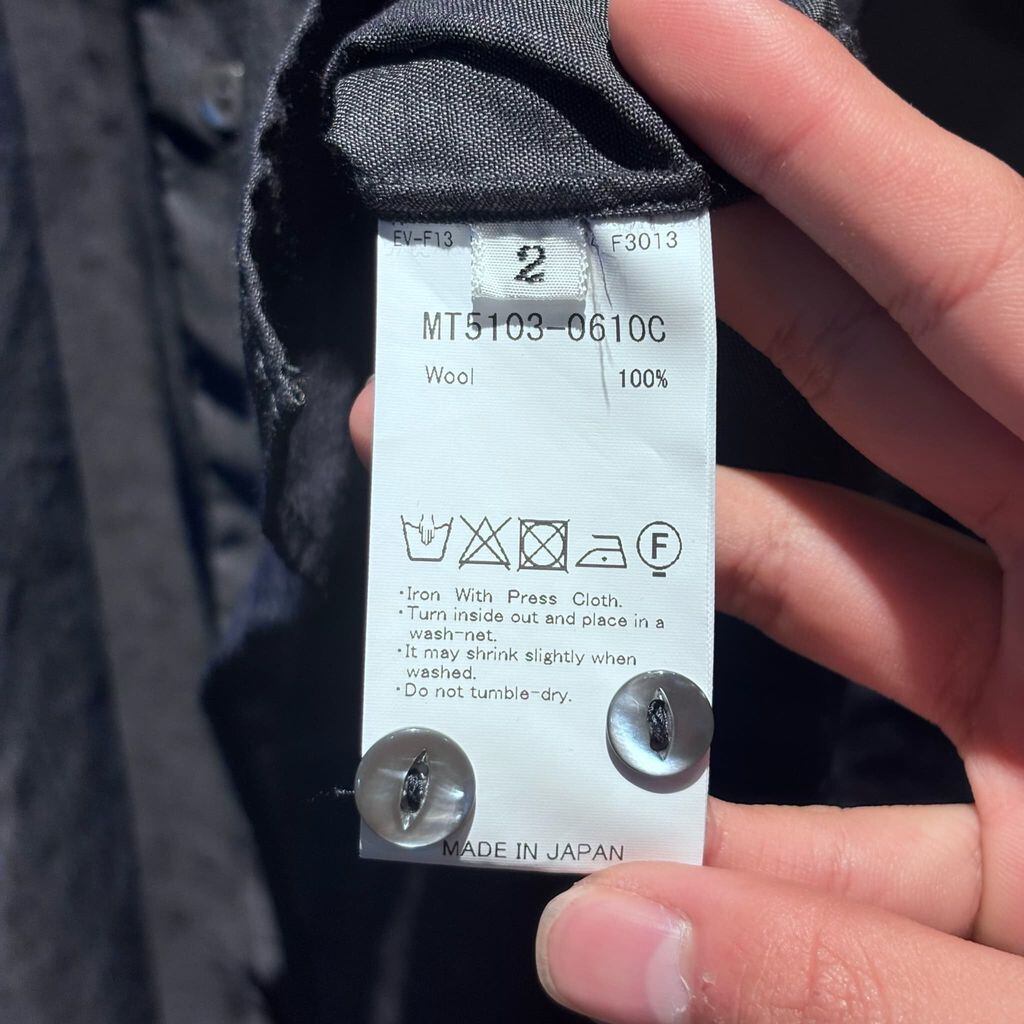 EV-F13 2 F3013
MT5103-0610C
Wool 100%
F
・Iron With Press Cloth.
・Turn inside out and place in a
wash-net.
・It may shrink slightly when
washed.
・Do not tumble-dry.
MADE IN JAPAN